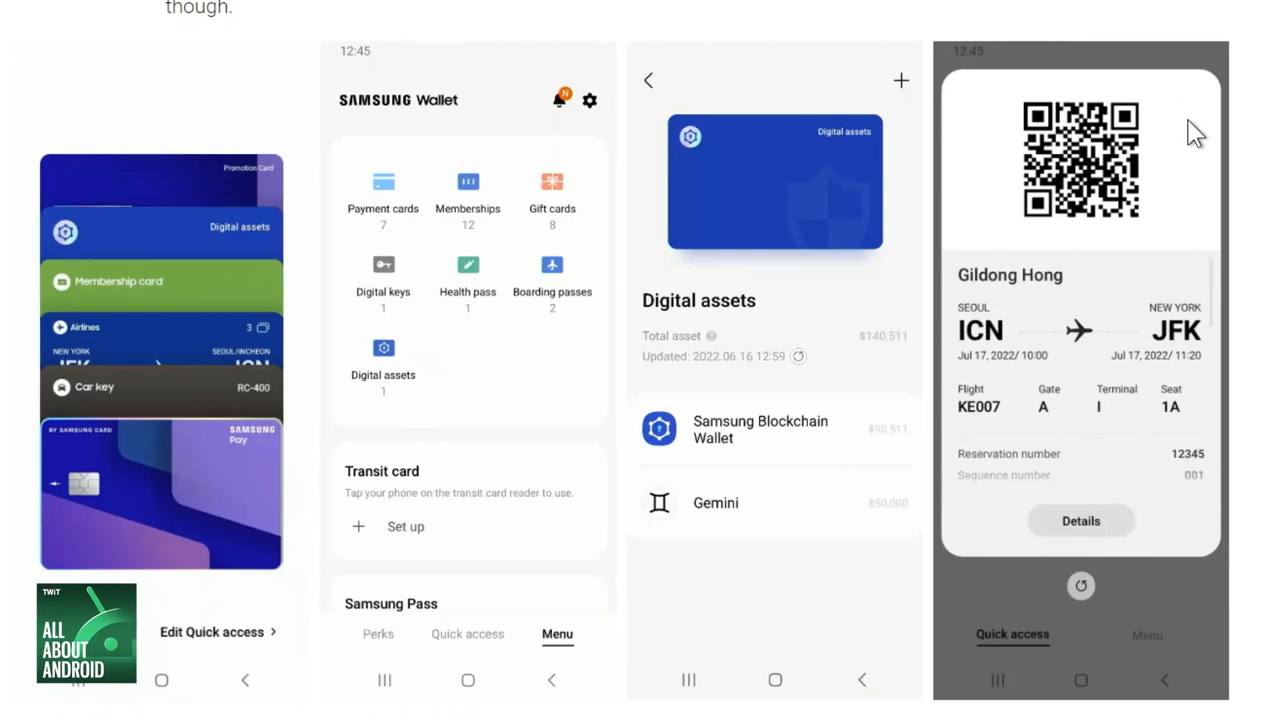 though.
Promotion Card
Digital assets
Membership card
Airlines
3
NEW YORK
SEOUL/INCHEON
Car key
RC-400
BY SAMSUNG CARD
SAMSUNG
Pay
TWiT
ALL
ABOUT
ANDROID
Edit Quick access >
12:45
SAMSUNG Wallet
N
Payment cards
7
Memberships
12
Gift cards
8
Digital keys
1
Health pass
1
Boarding passes
2
Digital assets
1
Transit card
Tap your phone on the transit card reader to use.
+ Set up
Samsung Pass
Perks
Quick access
Menu
Digital assets
Digital assets
Total asset ?
$140,511
Updated: 2022.06.16 12:59
Samsung Blockchain
Wallet
$90,511
Gemini
$50,000
12:45
Gildong Hong
SEOUL
NEW YORK
ICN
JFK
Jul 17, 2022/ 10:00
Jul 17, 2022/ 11:20
Flight
Gate
Terminal
Seat
KE007
A
I
1A
Reservation number
12345
Sequence number
001
Details
Quick access
Menu